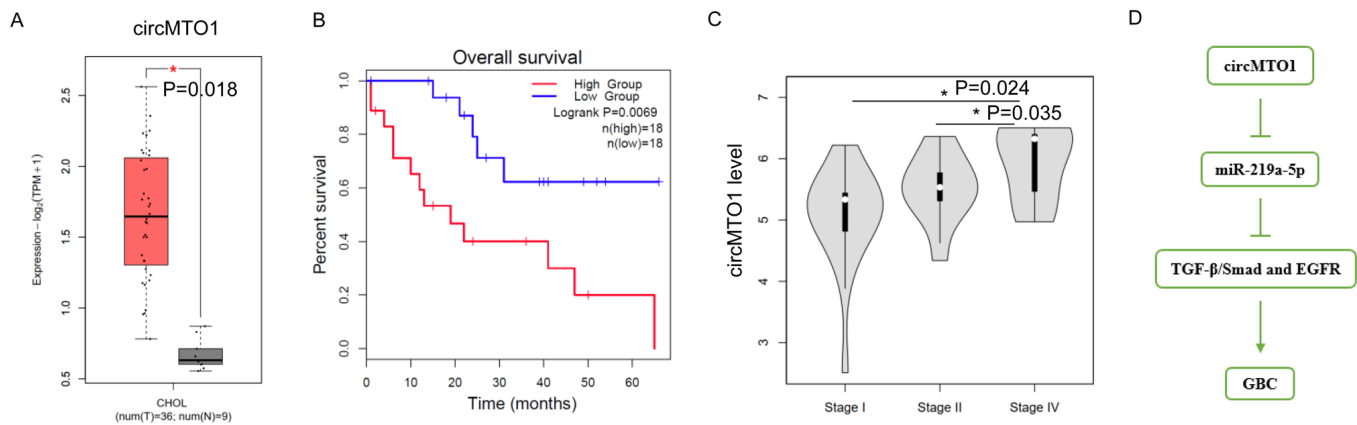 A
circMTO1
*
P=0.018
Expression – log₂(TPM + 1)
2.5
2.0
1.5
1.0
0.5
CHOL
(num(T)=36; num(N)=9)
B
Overall survival
High Group
Low Group
Logrank P=0.0069
n(high)=18
n(low)=18
Percent survival
1.0
0.8
0.6
0.4
0.2
0.0
0 10 20 30 40 50 60
Time (months)
C
* P=0.024
* P=0.035
circMTO1 level
7
6
5
4
3
Stage I Stage II Stage IV
D
circMTO1
miR-219a-5p
TGF-β/Smad and EGFR
GBC